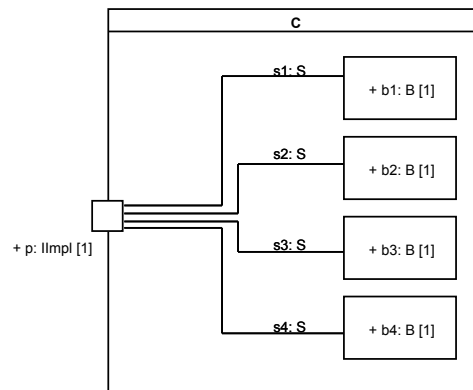 C
s1: S
+ b1: B [1]
s2: S
+ b2: B [1]
+ p: IImpl [1]
s3: S
+ b3: B [1]
s4: S
+ b4: B [1]